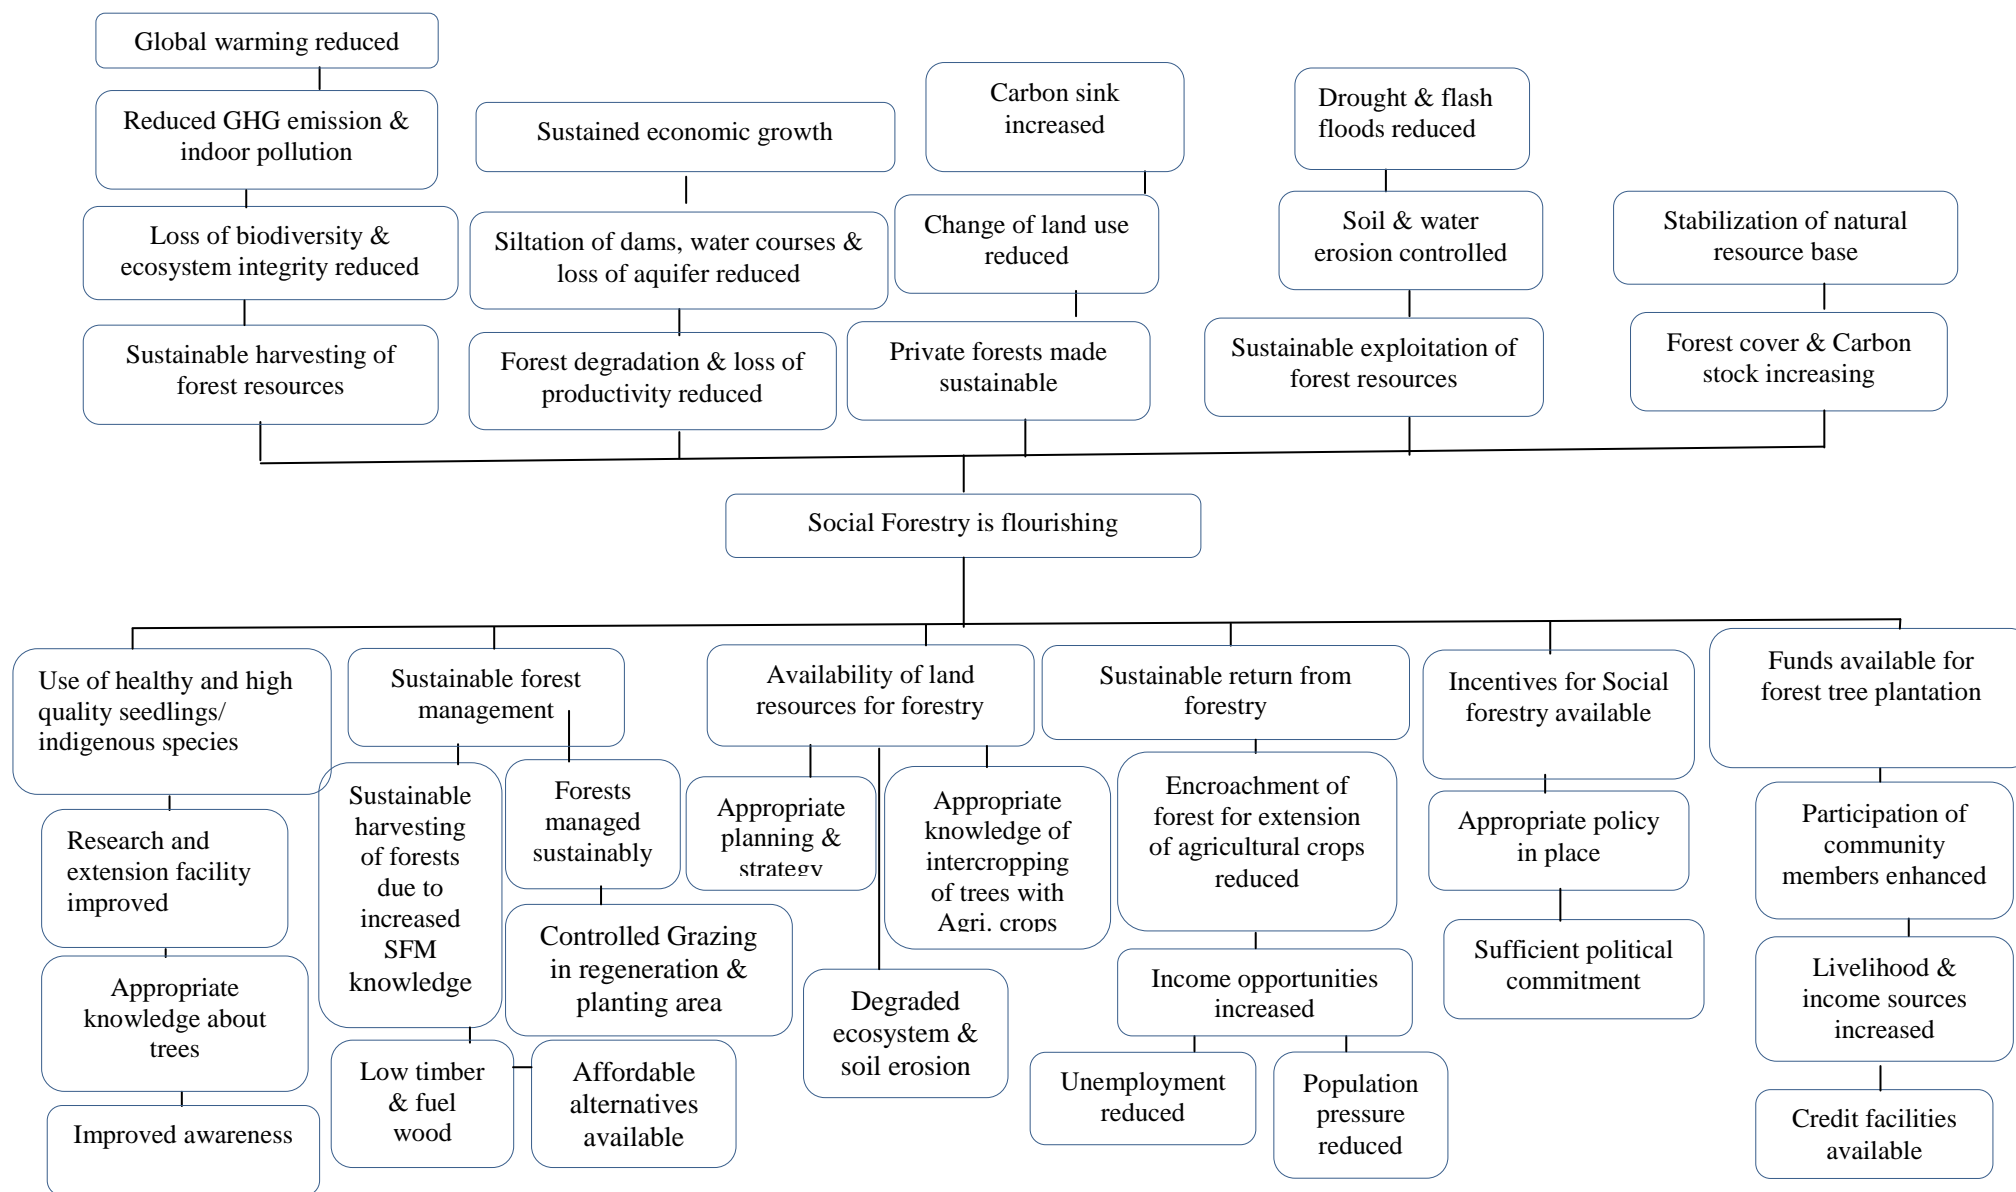 Global warming reduced
Reduced GHG emission &
indoor pollution
Loss of biodiversity &
ecosystem integrity reduced
Sustainable harvesting of
forest resources
Sustained economic growth
Siltation of dams, water courses &
loss of aquifer reduced
Forest degradation & loss of
productivity reduced
Carbon sink
increased
Change of land use
reduced
Private forests made
sustainable
Drought & flash
floods reduced
Soil & water
erosion controlled
Sustainable exploitation of
forest resources
Stabilization of natural
resource base
Forest cover & Carbon
stock increasing
Social Forestry is flourishing
Use of healthy and high
quality seedlings/
indigenous species
Research and
extension facility
improved
Appropriate
knowledge about
trees
Improved awareness
Sustainable forest
management
Sustainable
harvesting
of forests
due to
increased
SFM
knowledge
Forests
managed
sustainably
Controlled Grazing
in regeneration &
planting area
Low timber
& fuel
wood
Affordable
alternatives
available
Availability of land
resources for forestry
Appropriate
planning &
strategy
Degraded
ecosystem &
soil erosion
Appropriate
knowledge of
intercropping
of trees with
Agri. crops
Sustainable return from
forestry
Encroachment of
forest for extension
of agricultural crops
reduced
Income opportunities
increased
Unemployment
reduced
Population
pressure
reduced
Incentives for Social
forestry available
Appropriate policy
in place
Sufficient political
commitment
Funds available for
forest tree plantation
Participation of
community
members enhanced
Livelihood &
income sources
increased
Credit facilities
available